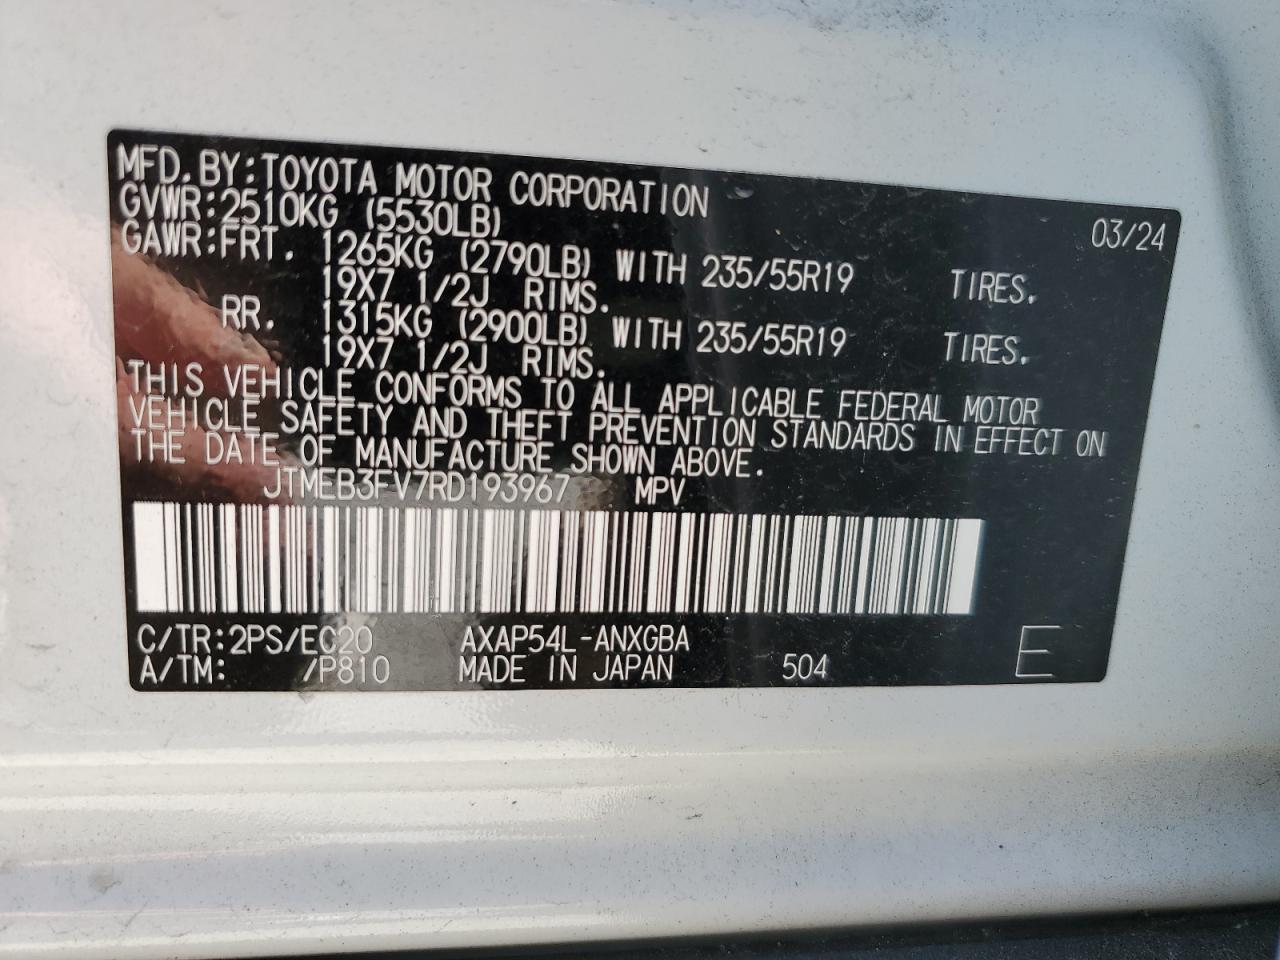 MFD.BY:TOYOTA MOTOR CORPORATION 03/24
GVWR:2510KG (5530LB)
GAWR:FRT. 1265KG (2790LB) WITH 235/55R19 TIRES.
19X7 1/2J RIMS.
RR. 1315KG (2900LB) WITH 235/55R19 TIRES.
19X7 1/2J RIMS.
THIS VEHICLE CONFORMS TO ALL APPLICABLE FEDERAL MOTOR
VEHICLE SAFETY AND THEFT PREVENTION STANDARDS IN EFFECT ON
THE DATE OF MANUFACTURE SHOWN ABOVE.
JTMEB3FV7RD193967 MPV
C/TR:2PS/EC20 AXAP54L-ANXGBA
A/TM: /P810 MADE IN JAPAN 504 E